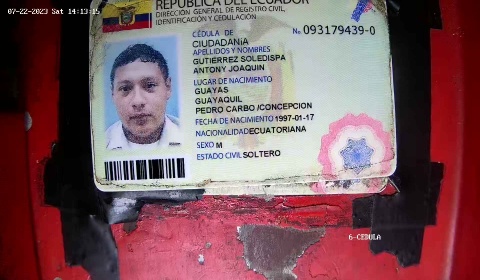 07-22-2023 Sat 14:13:15
REPÚBLICA DEL ECUADOR
DIRECCIÓN GENERAL DE REGISTRO CIVIL,
IDENTIFICACIÓN Y CEDULACIÓN
CÉDULA DE No. 093179439-0
CIUDADANÍA
APELLIDOS Y NOMBRES
GUTIERREZ SOLEDISPA
ANTONY JOAQUIN
LUGAR DE NACIMIENTO
GUAYAS
GUAYAQUIL
PEDRO CARBO /CONCEPCION
FECHA DE NACIMIENTO 1997-01-17
NACIONALIDAD ECUATORIANA
SEXO M
ESTADO CIVIL SOLTERO
6-CEDULA